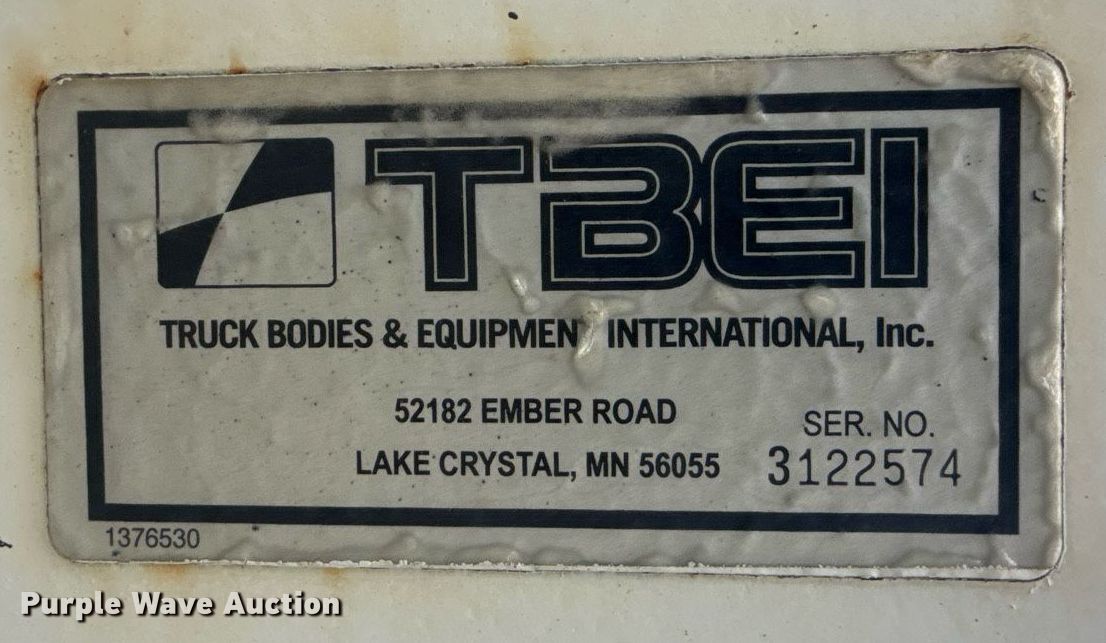 TBEI
TRUCK BODIES & EQUIPMENT INTERNATIONAL, Inc.
52182 EMBER ROAD
LAKE CRYSTAL, MN 56055
SER. NO.
3122574
1376530
Purple Wave Auction